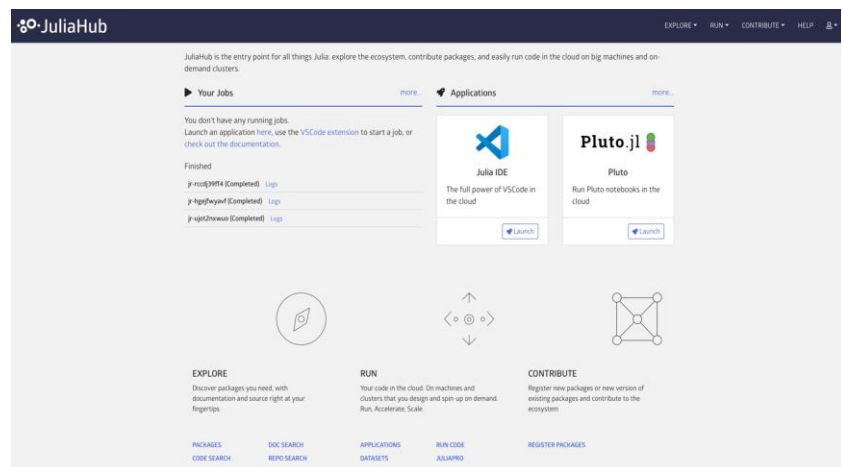 JuliaHub
EXPLORE RUN CONTRIBUTE HELP
JuliaHub is the entry point for all things Julia: explore the ecosystem, contribute packages, and easily run code in the cloud on big machines and on-
demand clusters.
Your Jobs more...
You don't have any running jobs.
Launch an application here, use the VSCode extension to start a job, or
check out the documentation.
Finished
(Completed) Logs
(Completed) Logs
(Completed) Logs
Applications more...
Julia IDE
The full power of VSCode in
the cloud
Launch
Pluto.jl
Pluto
Run Pluto notebooks in the
cloud
Launch
EXPLORE
Discover packages you need, with
documentation and source right at your
fingertips
RUN
Your code in the cloud. On machines and
clusters that you design and spin-up on demand.
Run, Accelerate, Scale.
CONTRIBUTE
Register new packages or new version of
existing packages and contribute to the
ecosystem
PACKAGES DOC SEARCH APPLICATIONS RUN CODE REGISTER PACKAGES
CODE SEARCH REPO SEARCH DATASETS JULIAPRO